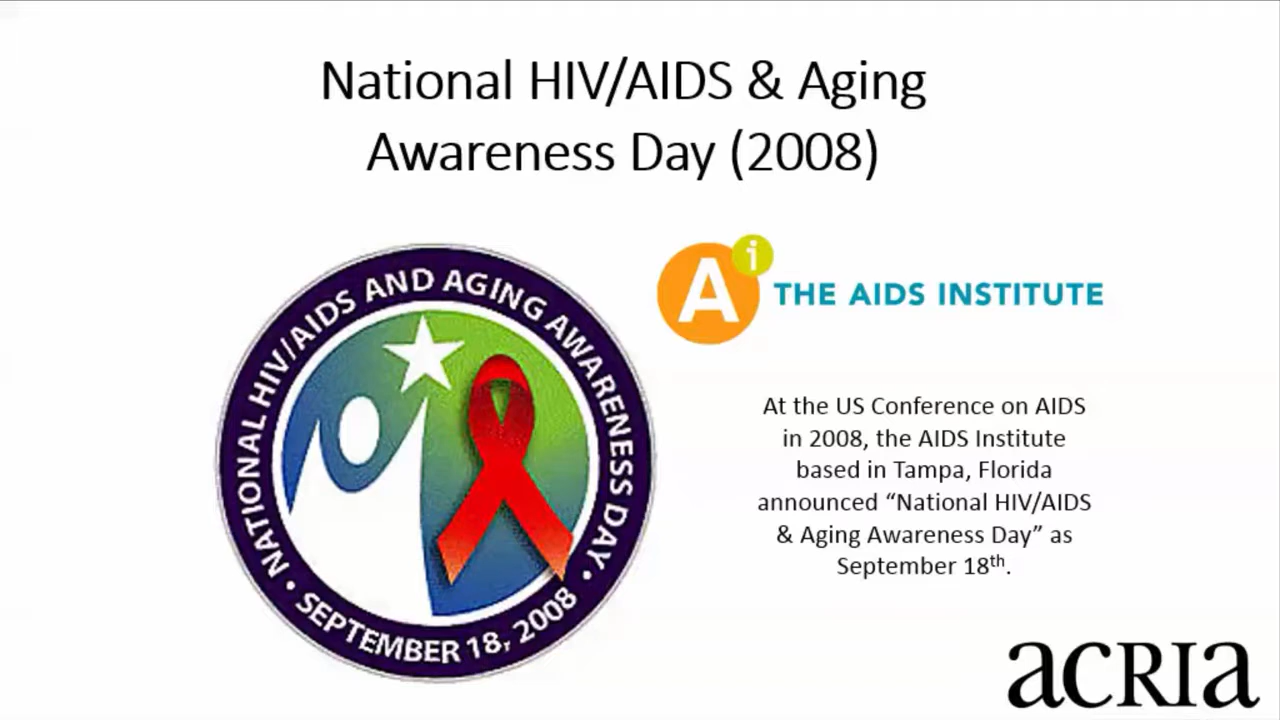 National HIV/AIDS & Aging
Awareness Day (2008)
NATIONAL HIV/AIDS AND AGING AWARENESS DAY •
• SEPTEMBER 18, 2008
A i THE AIDS INSTITUTE
At the US Conference on AIDS
in 2008, the AIDS Institute
based in Tampa, Florida
announced “National HIV/AIDS
& Aging Awareness Day” as
September 18th.
acria